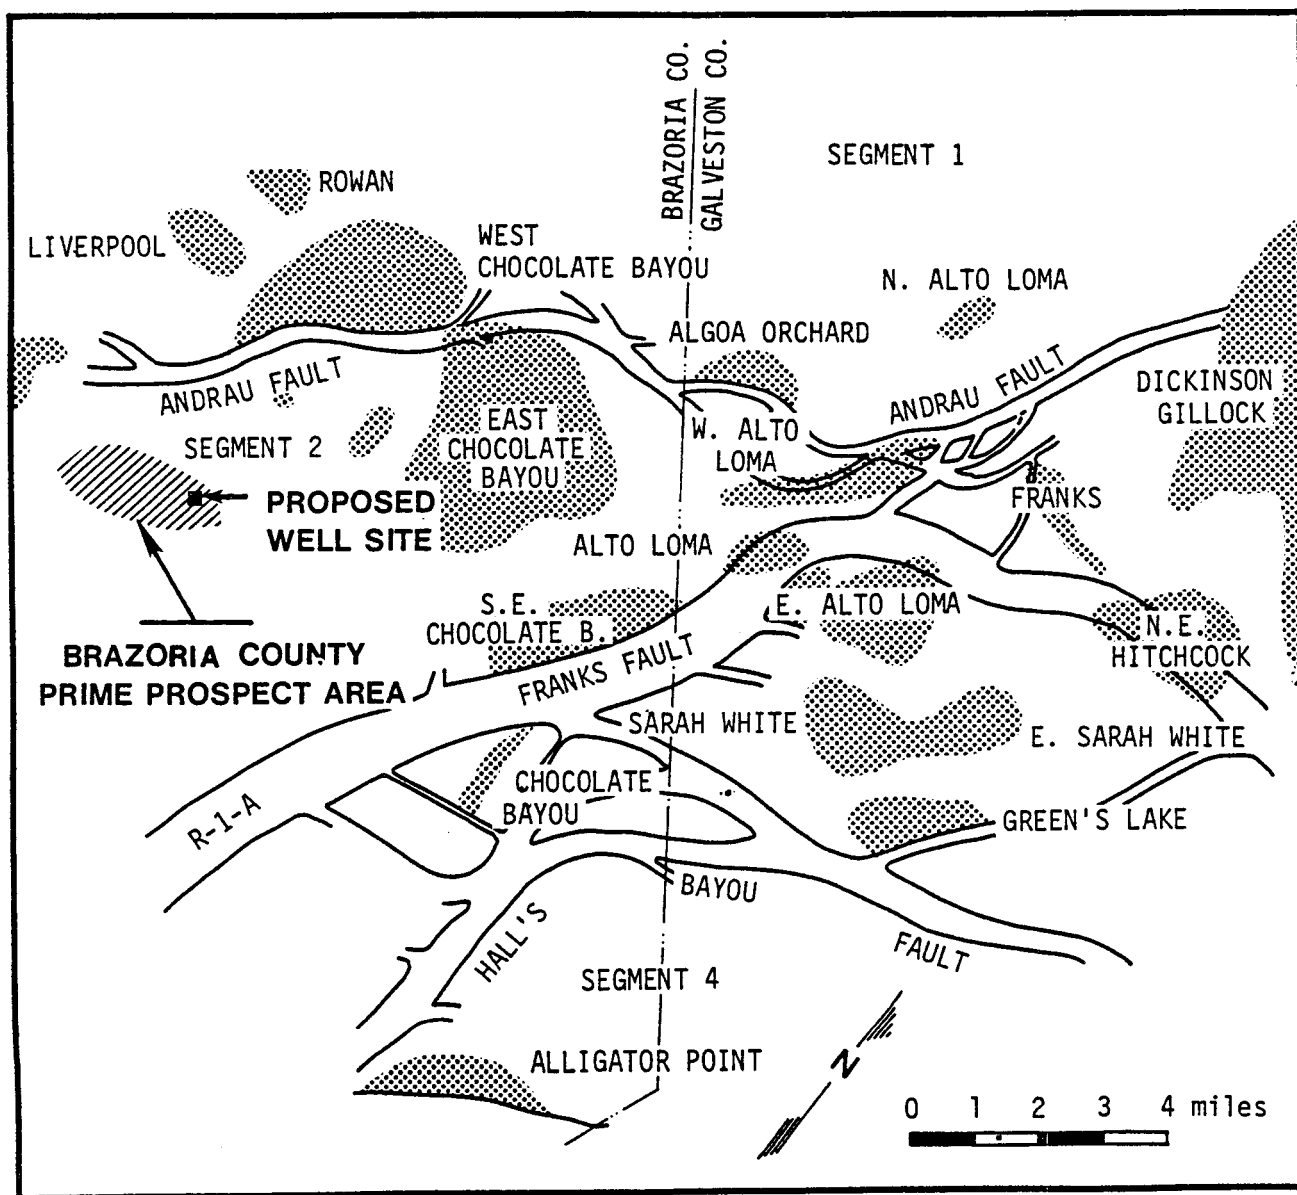 BRAZORIA CO.
GALVESTON CO.
SEGMENT 1
ROWAN
LIVERPOOL
WEST
CHOCOLATE BAYOU
N. ALTO LOMA
ALGOA ORCHARD
ANDRAU FAULT
ANDRAU FAULT
DICKINSON
GILLOCK
SEGMENT 2
EAST
CHOCOLATE
BAYOU
W. ALTO
LOMA
PROPOSED
WELL SITE
FRANKS
ALTO LOMA
S.E.
CHOCOLATE B.
E. ALTO LOMA
N.E.
HITCHCOCK
BRAZORIA COUNTY
PRIME PROSPECT AREA
FRANKS FAULT
SARAH WHITE
E. SARAH WHITE
R-1-A
CHOCOLATE
BAYOU
GREEN'S LAKE
HALL'S
BAYOU
FAULT
SEGMENT 4
ALLIGATOR POINT
N
0 1 2 3 4 miles